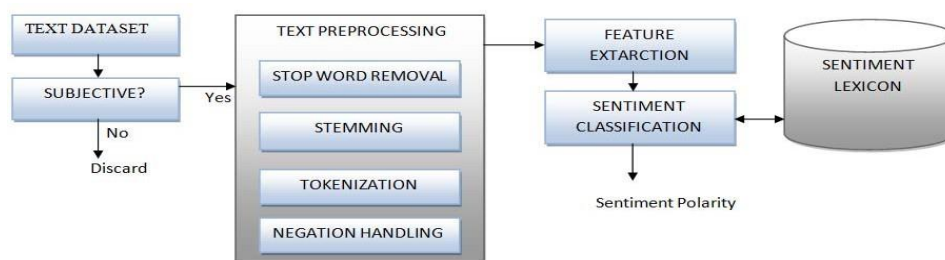 TEXT DATASET
SUBJECTIVE?
Yes
No
Discard
TEXT PREPROCESSING
STOP WORD REMOVAL
STEMMING
TOKENIZATION
NEGATION HANDLING
FEATURE
EXTARCTION
SENTIMENT
CLASSIFICATION
Sentiment Polarity
SENTIMENT
LEXICON